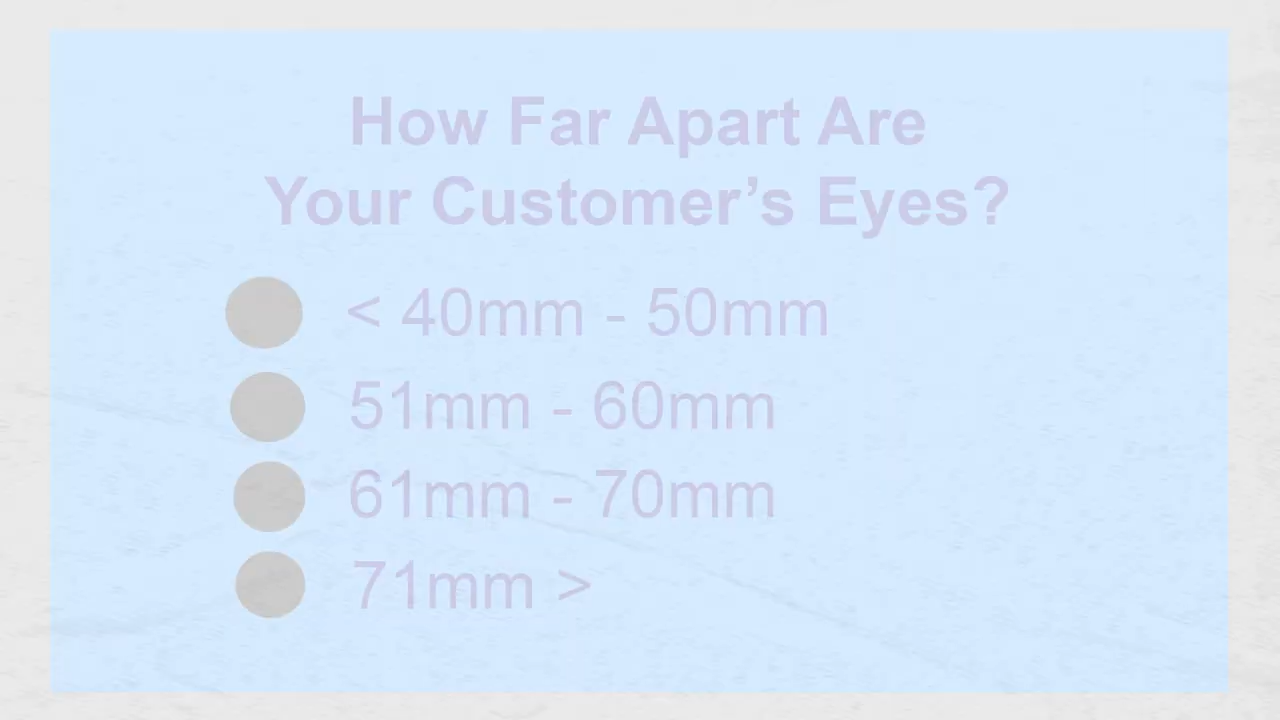 How Far Apart Are
Your Customer’s Eyes?
< 40mm - 50mm
51mm - 60mm
61mm - 70mm
71mm >